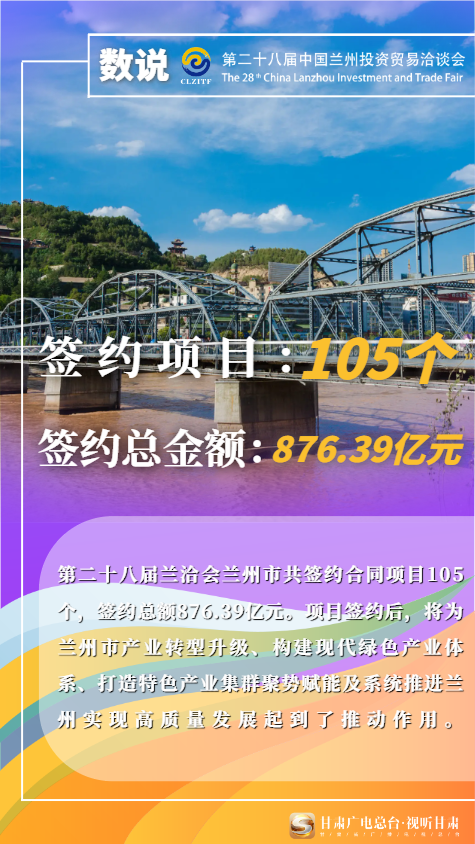 数说
CLZITF
第二十八届中国兰州投资贸易洽谈会
The 28th China Lanzhou Investment and Trade Fair
签约项目：105个
签约总金额：876.39亿元
第二十八届兰洽会兰州市共签约合同项目105
个，签约总额876.39亿元。项目签约后，将为
兰州市产业转型升级、构建现代绿色产业体
系、打造特色产业集群聚势赋能及系统推进兰
州实现高质量发展起到了推动作用。
甘肃广电总台·视听甘肃